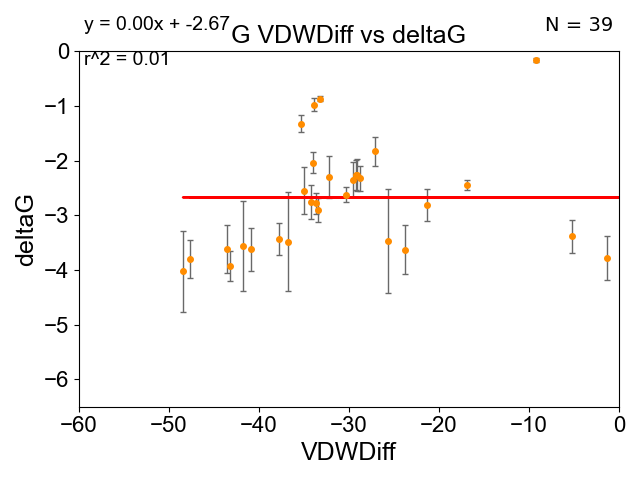 y = 0.00x + -2.67
G VDWDiff vs deltaG
N = 39
r^2 = 0.01
0
−1
−2
−3
−4
−5
−6
deltaG
−60
−50
−40
−30
−20
−10
0
VDWDiff